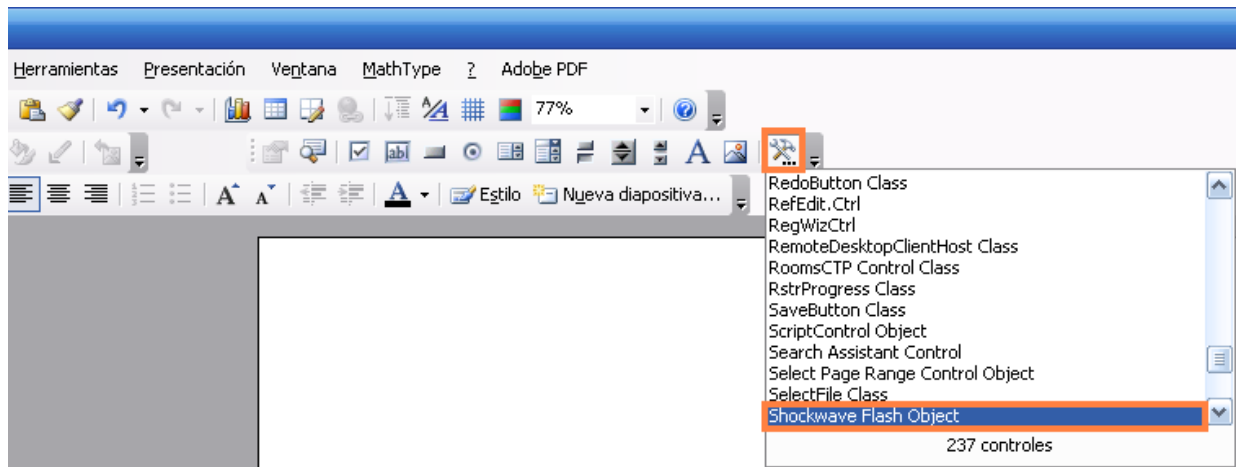 Herramientas Presentación Ventana MathType ? Adobe PDF
77%
abl A
A A A Estilo Nueva diapositiva...
RedoButton Class
RefEdit.Ctrl
RegWizCtrl
RemoteDesktopClientHost Class
RoomsCTP Control Class
RstrProgress Class
SaveButton Class
ScriptControl Object
Search Assistant Control
Select Page Range Control Object
SelectFile Class
Shockwave Flash Object
237 controles